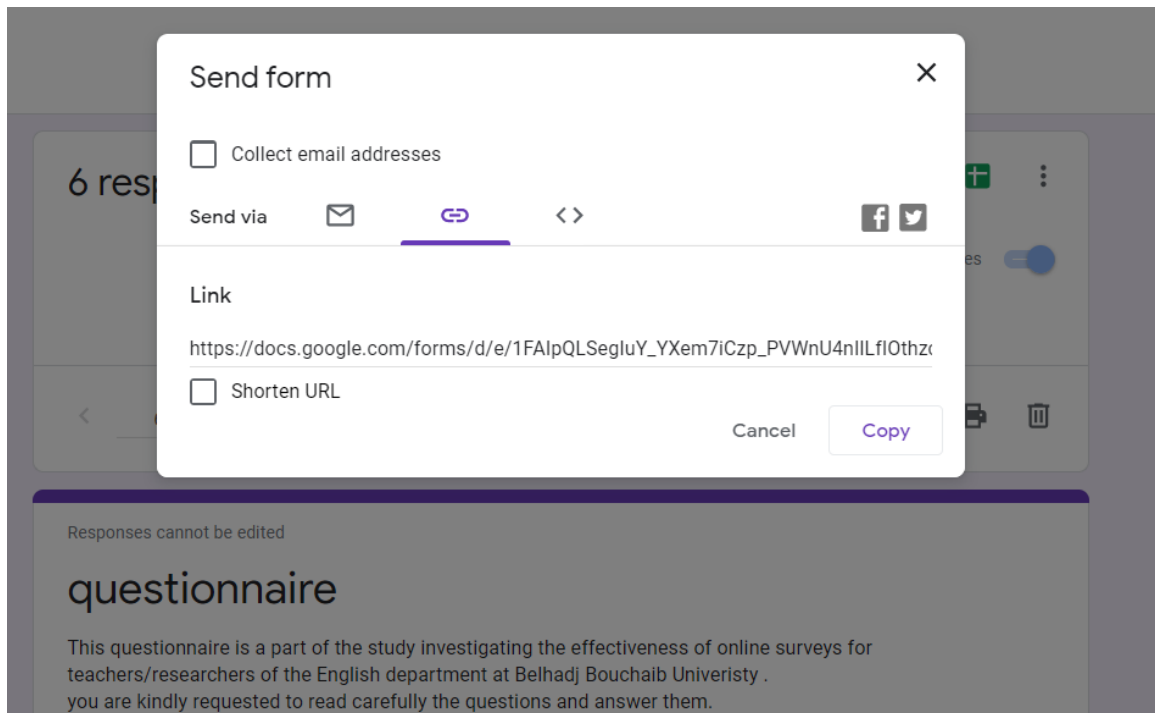 Send form
Collect email addresses
6 resp
Send via
es
Link
https://docs.google.com/forms/d/e/1FAIpQLSegIuY_YXem7iCzp_PVWnU4nIlLfIOthzc
Shorten URL
Cancel Copy
Responses cannot be edited
questionnaire
This questionnaire is a part of the study investigating the effectiveness of online surveys for
teachers/researchers of the English department at Belhadj Bouchaib Univeristy .
you are kindly requested to read carefully the questions and answer them.